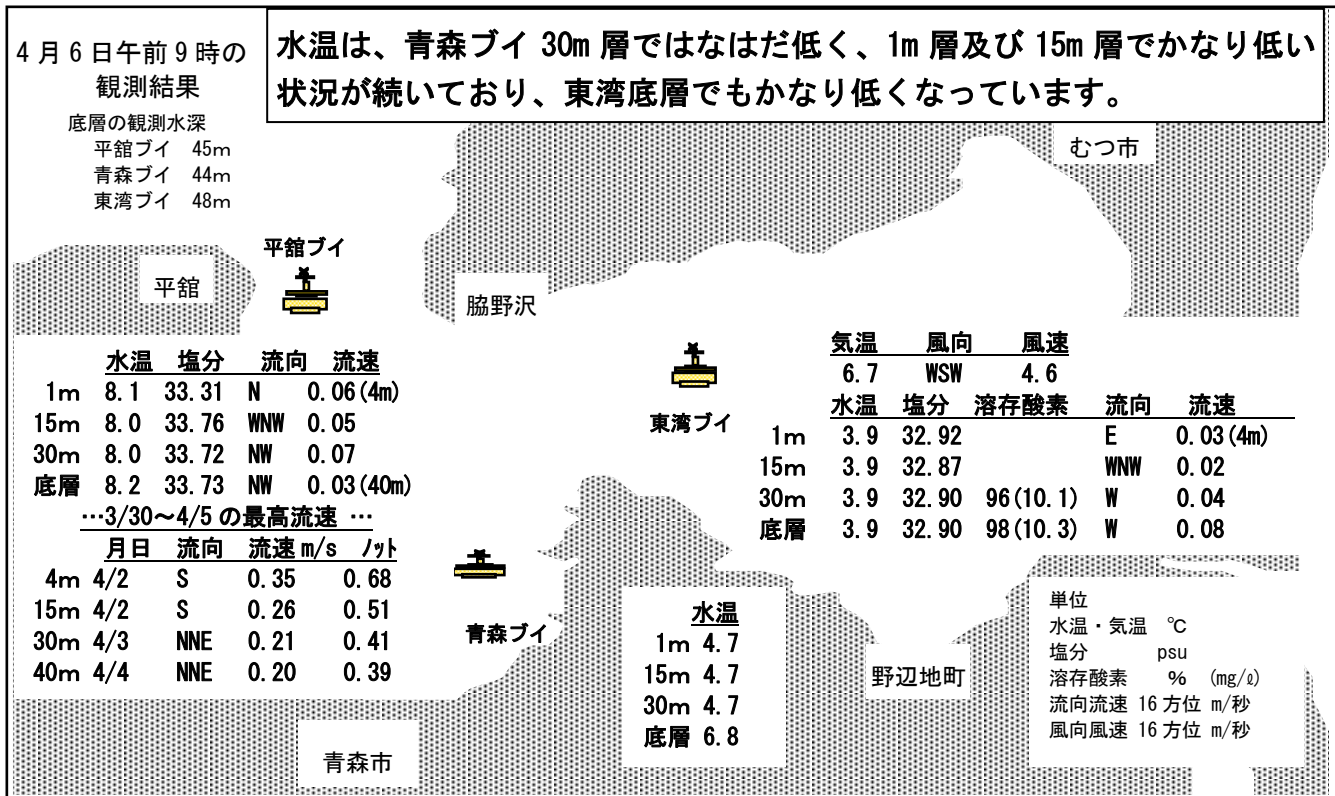 4月6日午前9時の
観測結果
底層の観測水深
平舘ブイ 45m
青森ブイ 44m
東湾ブイ 48m
水温は、青森ブイ 30m 層ではなはだ低く、1m 層及び 15m 層でかなり低い
状況が続いており、東湾底層でもかなり低くなっています。
むつ市
平舘ブイ
平舘
脇野沢
水温 塩分 流向 流速
1m 8.1 33.31 N 0.06(4m)
15m 8.0 33.76 WNW 0.05
30m 8.0 33.72 NW 0.07
底層 8.2 33.73 NW 0.03(40m)
…3/30～4/5 の最高流速 …
月日 流向 流速 m/s ノット
4m 4/2 S 0.35 0.68
15m 4/2 S 0.26 0.51
30m 4/3 NNE 0.21 0.41
40m 4/4 NNE 0.20 0.39
東湾ブイ
気温 風向 風速
6.7 WSW 4.6
水温 塩分 溶存酸素 流向 流速
1m 3.9 32.92 E 0.03(4m)
15m 3.9 32.87 WNW 0.02
30m 3.9 32.90 96(10.1) W 0.04
底層 3.9 32.90 98(10.3) W 0.08
青森ブイ
水温
1m 4.7
15m 4.7
30m 4.7
底層 6.8
野辺地町
青森市
単位
水温・気温 ℃
塩分 psu
溶存酸素 % (mg/ℓ)
流向流速 16方位 m/秒
風向風速 16方位 m/秒